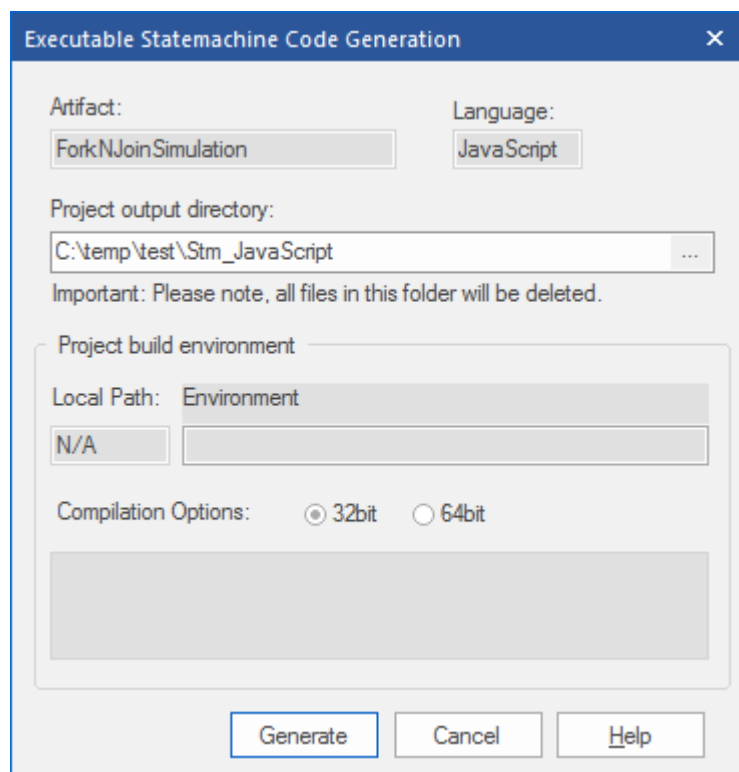 Executable Statemachine Code Generation
Artifact: Language:
ForkNJoinSimulation JavaScript
Project output directory:
C:\temp\test\Stm_JavaScript ...
Important: Please note, all files in this folder will be deleted.
Project build environment
Local Path: Environment
N/A
Compilation Options: 32bit 64bit
Generate Cancel Help